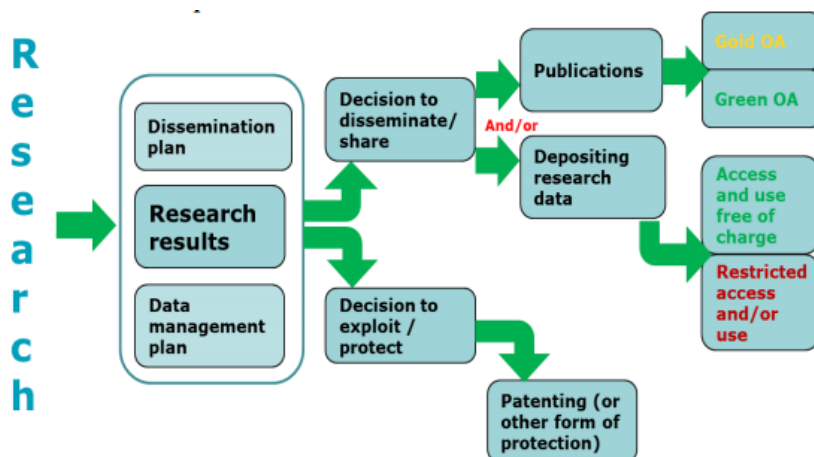 Research
Dissemination
plan
Research
results
Data
management
plan
Decision to
disseminate/
share
And/or
Publications
Gold OA
Green OA
Depositing
research
data
Access
and use
free of
charge
Restricted
access
and/or
use
Decision to
exploit /
protect
Patenting (or
other form of
protection)